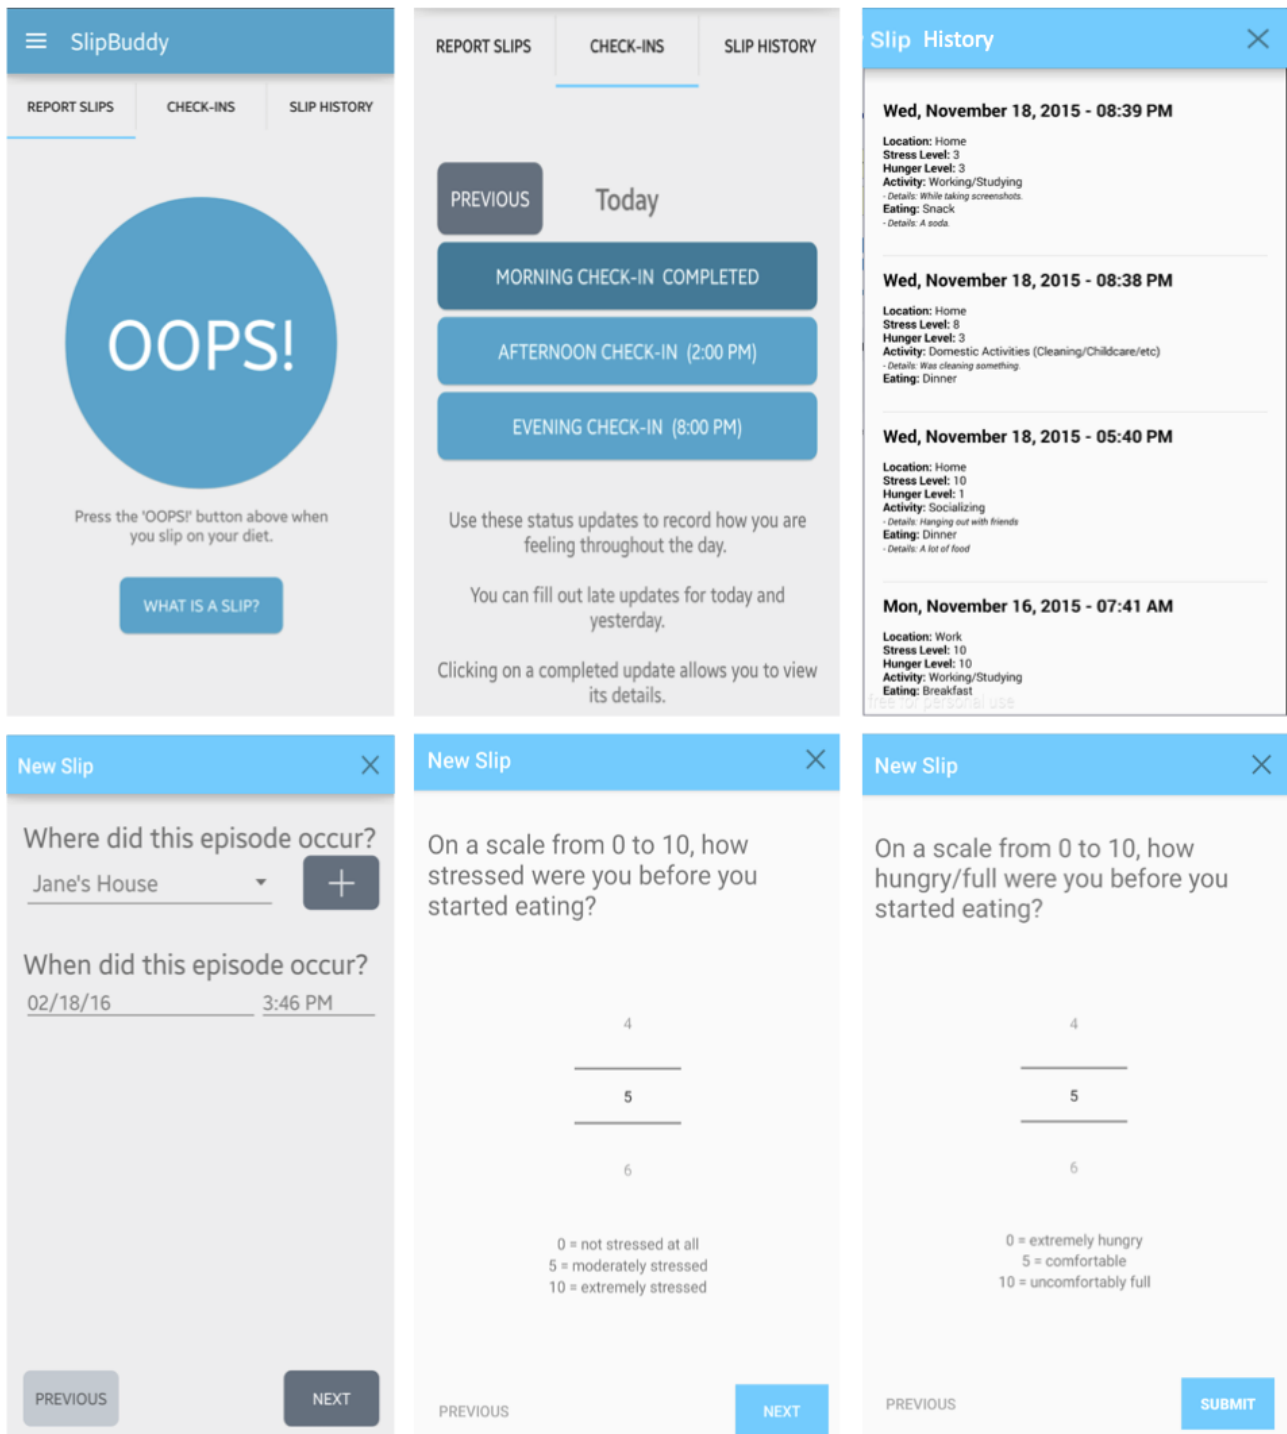 SlipBuddy
REPORT SLIPS
CHECK-INS
SLIP HISTORY
OOPS!
Press the 'OOPS!' button above when
you slip on your diet.
WHAT IS A SLIP?
REPORT SLIPS
CHECK-INS
SLIP HISTORY
PREVIOUS
Today
MORNING CHECK-IN COMPLETED
AFTERNOON CHECK-IN (2:00 PM)
EVENING CHECK-IN (8:00 PM)
Use these status updates to record how you are
feeling throughout the day.
You can fill out late updates for today and
yesterday.
Clicking on a completed update allows you to view
its details.
Slip History
Wed, November 18, 2015 - 08:39 PM
Location: Home
Stress Level: 3
Hunger Level: 3
Activity: Working/Studying
- Details: While taking screenshots.
Eating: Snack
- Details: A soda.
Wed, November 18, 2015 - 08:38 PM
Location: Home
Stress Level: 8
Hunger Level: 3
Activity: Domestic Activities (Cleaning/Childcare/etc)
- Details: Was cleaning something.
Eating: Dinner
Wed, November 18, 2015 - 05:40 PM
Location: Home
Stress Level: 10
Hunger Level: 1
Activity: Socializing
- Details: Hanging out with friends
Eating: Dinner
- Details: A lot of food
Mon, November 16, 2015 - 07:41 AM
Location: Work
Stress Level: 10
Hunger Level: 10
Activity: Working/Studying
Eating: Breakfast
free for personal use
New Slip
Where did this episode occur?
Jane's House
When did this episode occur?
02/18/16
3:46 PM
PREVIOUS
NEXT
New Slip
On a scale from 0 to 10, how
stressed were you before you
started eating?
4
5
6
0 = not stressed at all
5 = moderately stressed
10 = extremely stressed
PREVIOUS
NEXT
New Slip
On a scale from 0 to 10, how
hungry/full were you before you
started eating?
4
5
6
0 = extremely hungry
5 = comfortable
10 = uncomfortably full
PREVIOUS
SUBMIT